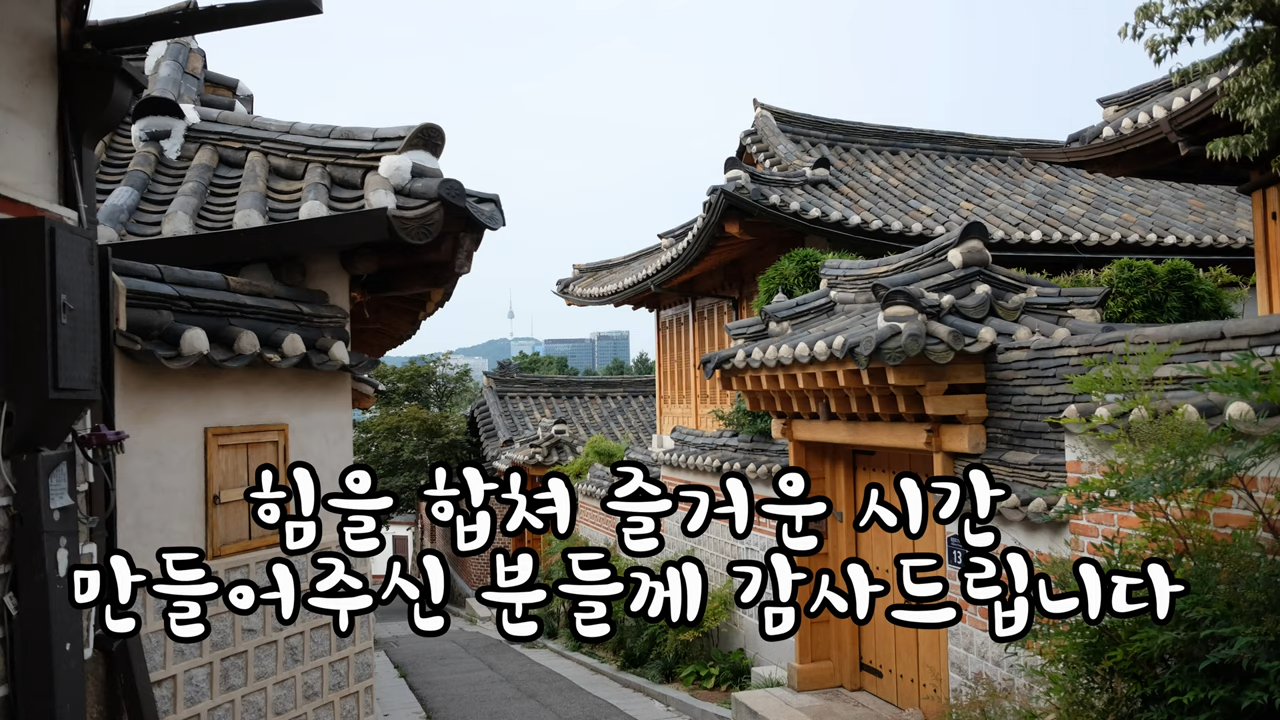 힘을 합쳐 즐거운 시간
만들어주신 분들께 감사드립니다
13